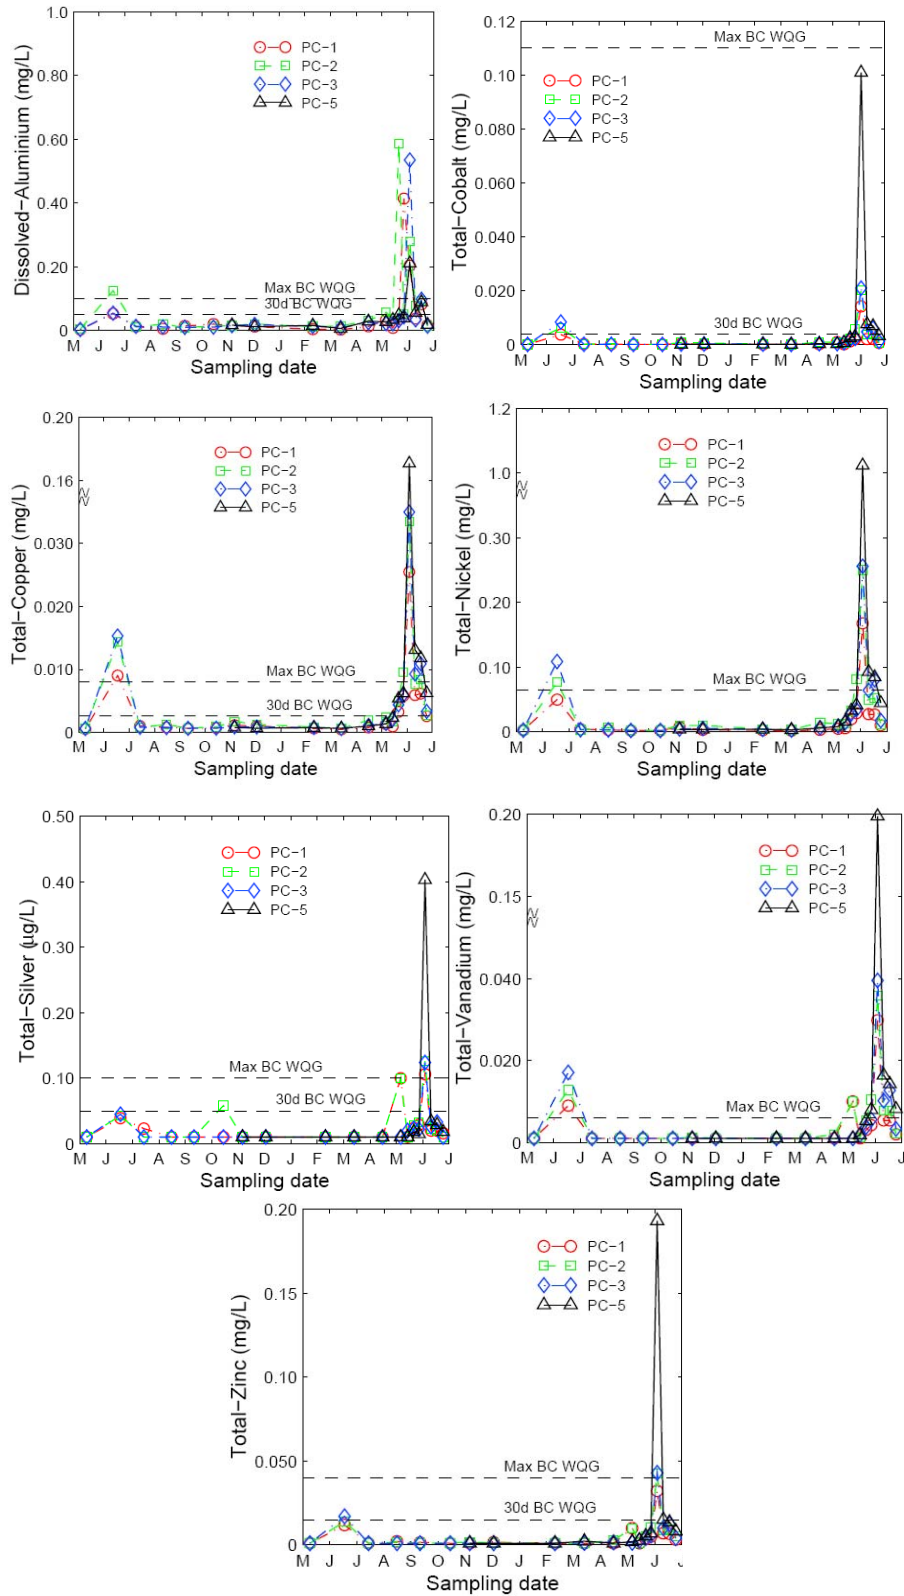 1.0
0.80
0.60
0.40
0.20
0
Dissolved−Aluminium (mg/L)
PC−1
PC−2
PC−3
PC−5
Max BC WQG
30d BC WQG
M J J A S O N D J F M A M J J
Sampling date
0.12
0.10
0.080
0.060
0.040
0.020
0
Total−Cobalt (mg/L)
Max BC WQG
PC−1
PC−2
PC−3
PC−5
30d BC WQG
M J J A S O N D J F M A M J J
Sampling date
0.20
0.16
0.030
0.020
0.010
0
Total−Copper (mg/L)
PC−1
PC−2
PC−3
PC−5
Max BC WQG
30d BC WQG
M J J A S O N D J F M A M J J
Sampling date
1.2
1.0
0.30
0.20
0.10
0
Total−Nickel (mg/L)
PC−1
PC−2
PC−3
PC−5
Max BC WQG
M J J A S O N D J F M A M J J
Sampling date
0.50
0.40
0.30
0.20
0.10
0
Total−Silver (µg/L)
PC−1
PC−2
PC−3
PC−5
Max BC WQG
30d BC WQG
M J J A S O N D J F M A M J J
Sampling date
0.20
0.15
0.040
0.020
0
Total−Vanadium (mg/L)
PC−1
PC−2
PC−3
PC−5
Max BC WQG
M J J A S O N D J F M A M J J
Sampling date
0.20
0.15
0.10
0.050
0
Total−Zinc (mg/L)
PC−1
PC−2
PC−3
PC−5
Max BC WQG
30d BC WQG
M J J A S O N D J F M A M J J
Sampling date